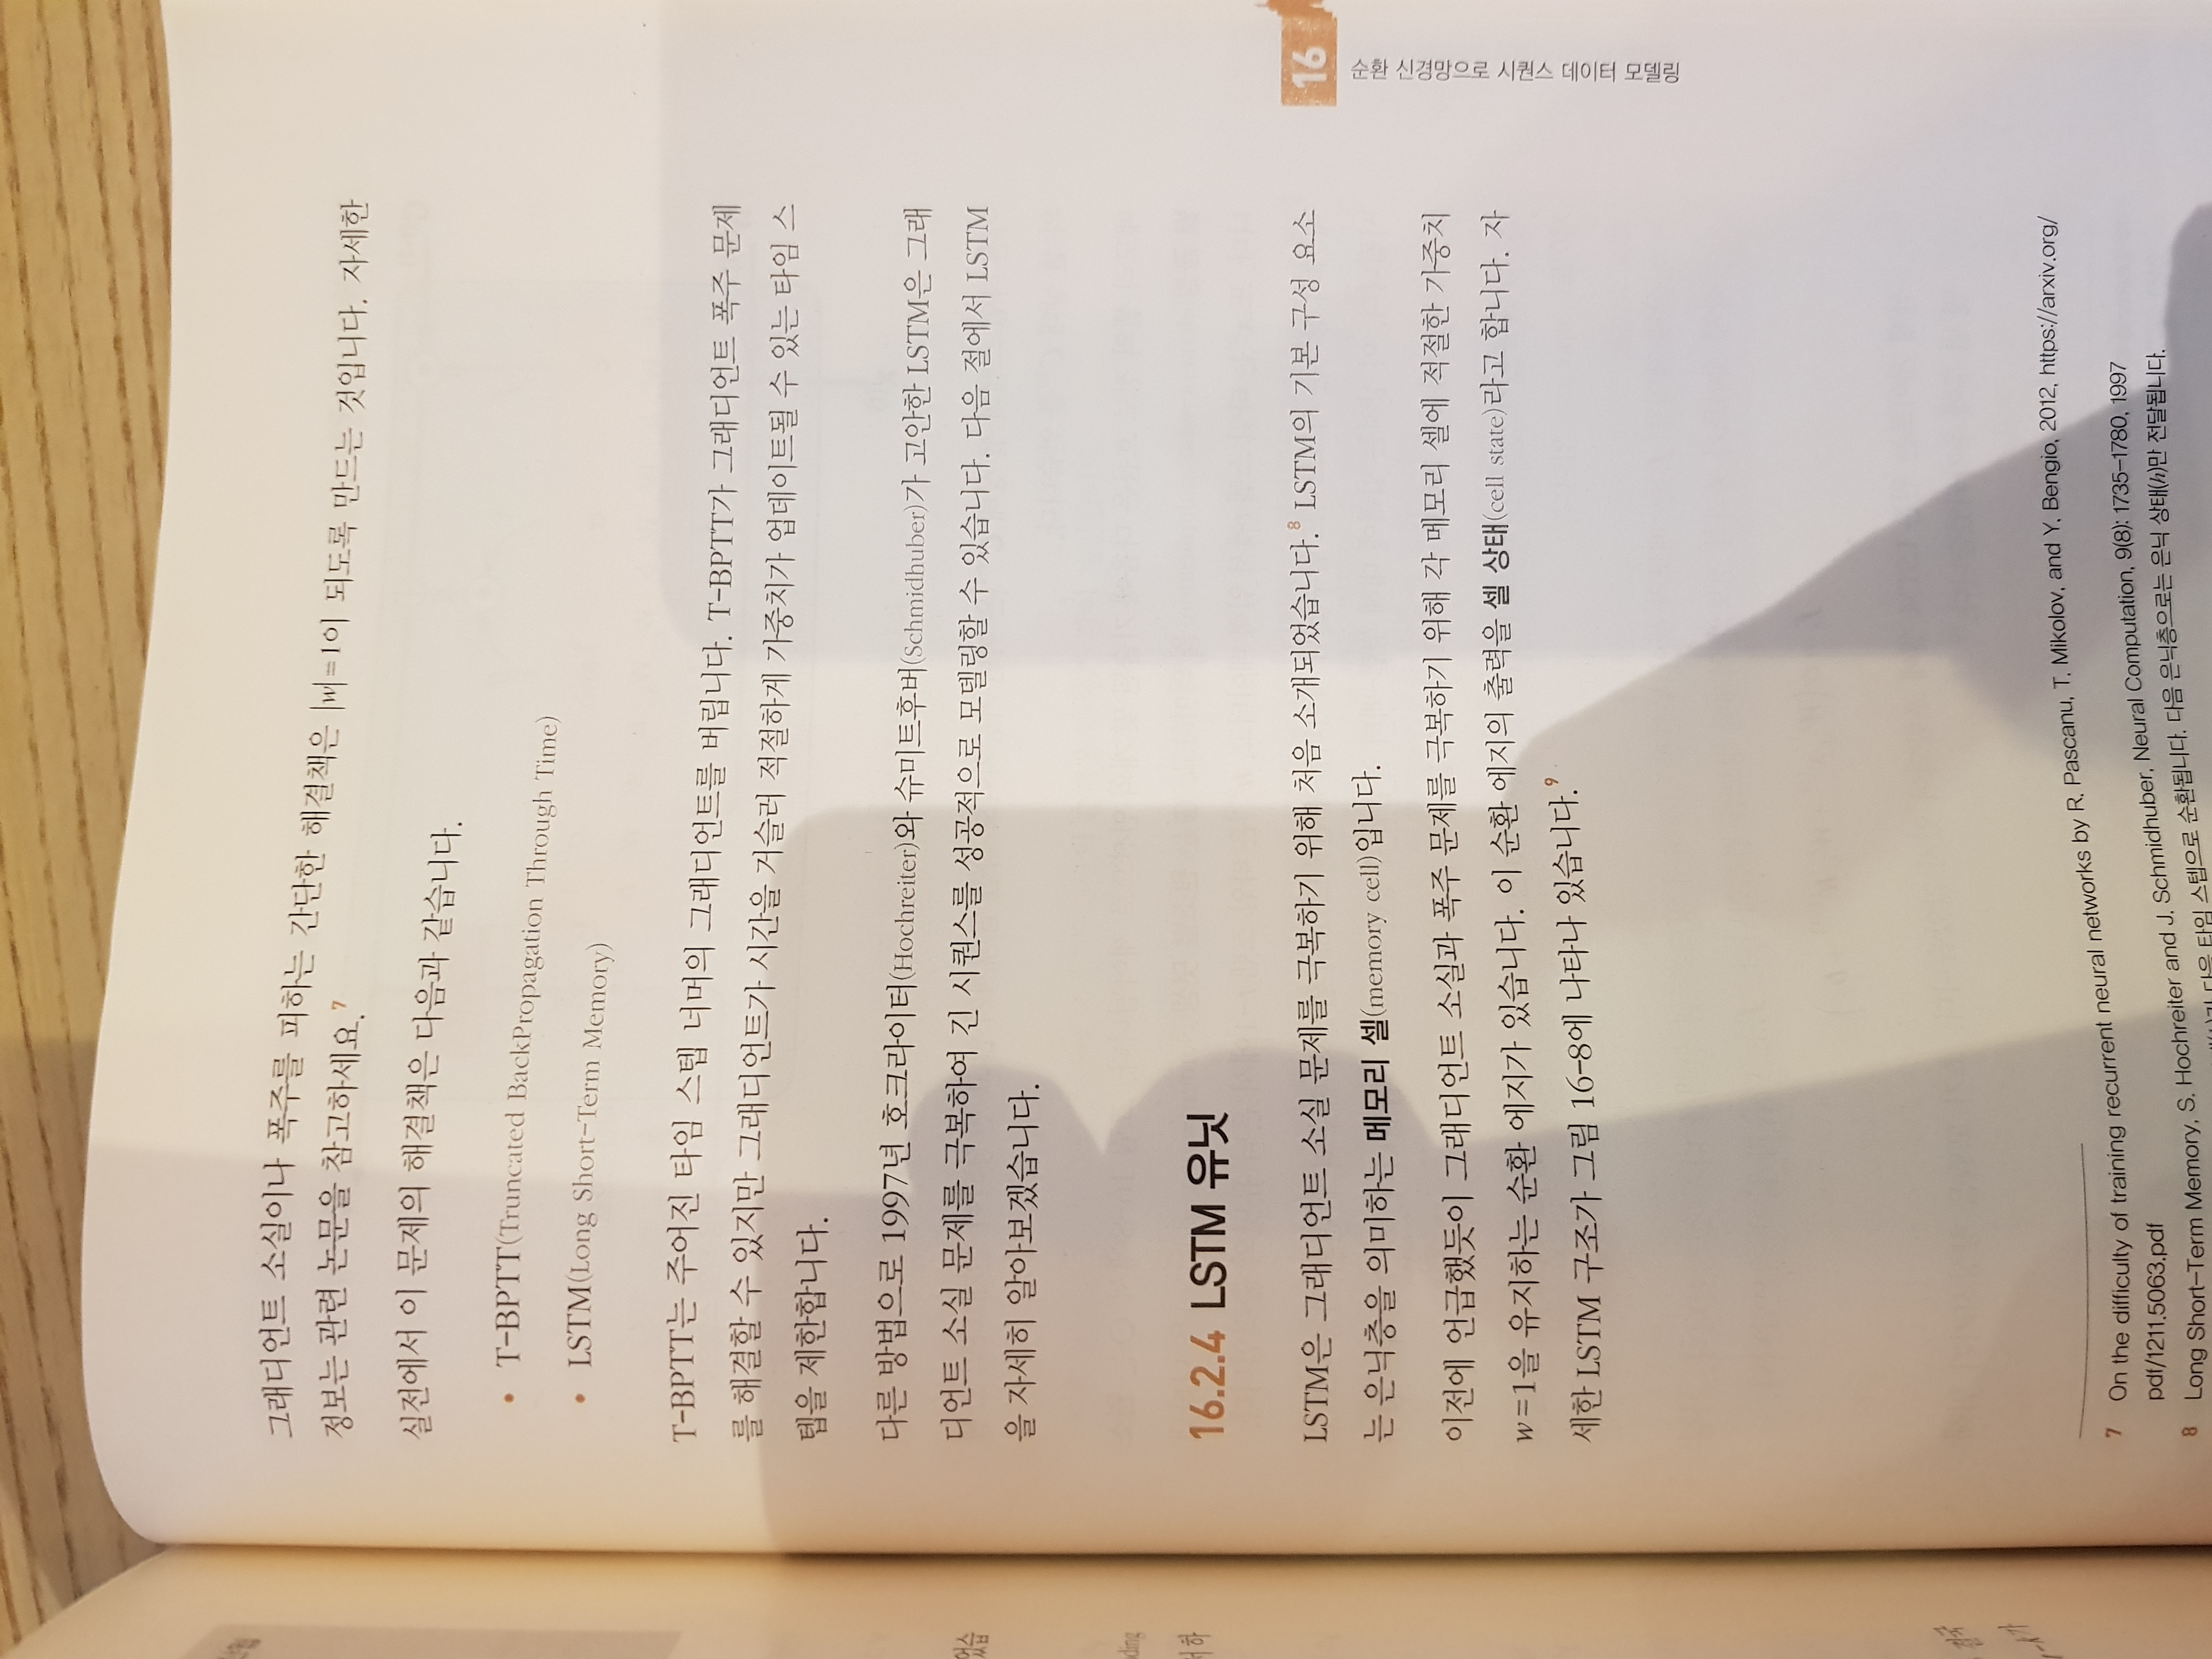 그래디언트 소실이나 폭주를 피하는 간단한 해결책은 |w|=1이 되도록 만드는 것입니다. 자세한
정보는 관련 논문을 참고하세요.7
실전에서 이 문제의 해결책은 다음과 같습니다.
• T-BPTT(Truncated BackPropagation Through Time)
• LSTM(Long Short-Term Memory)
T-BPTT는 주어진 타임 스텝 너머의 그래디언트를 버립니다. T-BPTT가 그래디언트 폭주 문제
를 해결할 수 있지만 그래디언트가 시간을 거슬러 적절하게 가중치가 업데이트될 수 있는 타임 스
텝을 제한합니다.
다른 방법으로 1997년 호크라이터(Hochreiter)와 슈미트후버(Schmidhuber)가 고안한 LSTM은 그래
디언트 소실 문제를 극복하여 긴 시퀀스를 성공적으로 모델링할 수 있습니다. 다음 절에서 LSTM
을 자세히 알아보겠습니다.
16.2.4 LSTM 유닛
LSTM은 그래디언트 소실 문제를 극복하기 위해 처음 소개되었습니다.8 LSTM의 기본 구성 요소
는 은닉층을 의미하는 메모리 셀(memory cell)입니다.
이전에 언급했듯이 그래디언트 소실과 폭주 문제를 극복하기 위해 각 메모리 셀에 적절한 가중치
w=1을 유지하는 순환 에지가 있습니다. 이 순환 에지의 출력을 셀 상태(cell state)라고 합니다. 자
세한 LSTM 구조가 그림 16-8에 나타나 있습니다.9
16
순환 신경망으로 시퀀스 데이터 모델링
7 On the difficulty of training recurrent neural networks by R. Pascanu, T. Mikolov, and Y. Bengio, 2012, https://arxiv.org/
pdf/1211.5063.pdf
8 Long Short-Term Memory, S. Hochreiter and J. Schmidhuber, Neural Computation, 9(8): 1735-1780, 1997
다음 타임 스텝으로 순환됩니다. 다음 은닉층으로는 은닉 상태(h)만 전달됩니다.